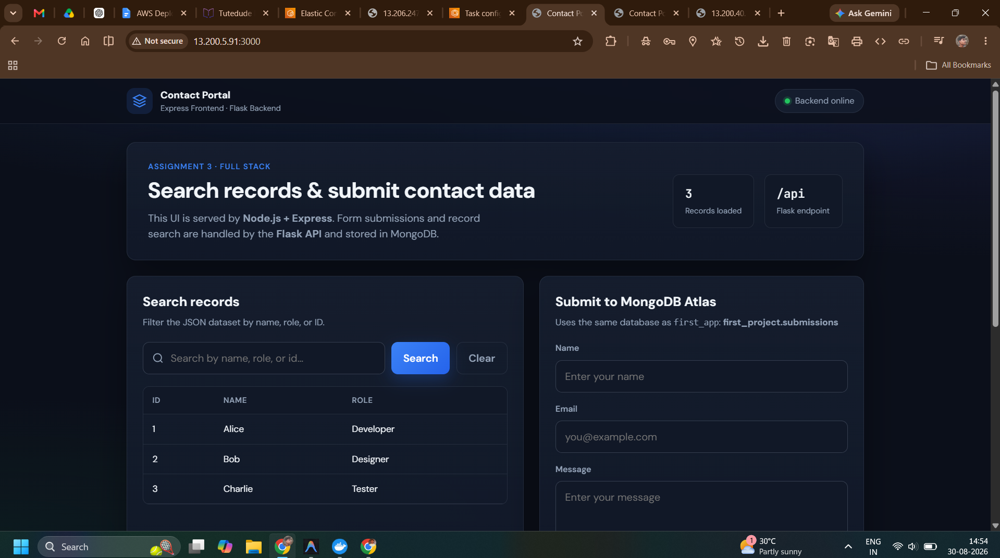 AWS Depl
Tutedude
Elastic Co
13.206.247
Task config
Contact Po
Contact Po
13.200.40.
Ask Gemini
Not secure
13.200.5.91:3000
All Bookmarks
Contact Portal
Express Frontend · Flask Backend
Backend online
ASSIGNMENT 3 · FULL STACK
Search records & submit contact data
This UI is served by Node.js + Express. Form submissions and record
search are handled by the Flask API and stored in MongoDB.
3
Records loaded
/api
Flask endpoint
Search records
Filter the JSON dataset by name, role, or ID.
Search by name, role, or id...
Search
Clear
ID NAME ROLE
1 Alice Developer
2 Bob Designer
3 Charlie Tester
Submit to MongoDB Atlas
Uses the same database as first_app: first_project.submissions
Name
Enter your name
Email
you@example.com
Message
Enter your message
Search
1
30°C
Partly sunny
ENG
IN
14:54
30-08-2026